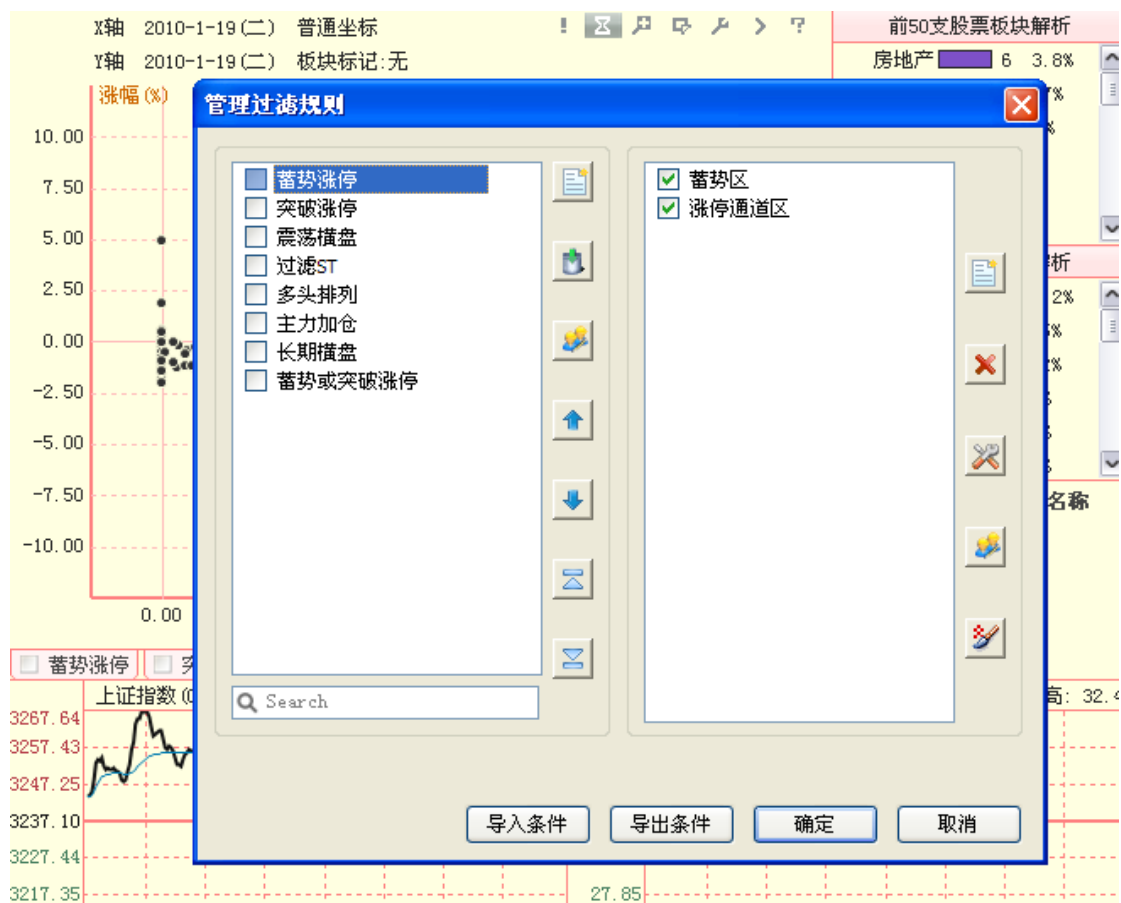 X轴 2010-1-19(二) 普通坐标
前50支股票板块解析
Y轴 2010-1-19(二) 板块标记:无
房地产 6 3.8%
涨幅(%)
管理过滤规则
10.00
7.50
5.00
2.50
0.00
-2.50
-5.00
-7.50
-10.00
0.00
蓄势涨停
突破涨停
震荡横盘
过滤ST
多头排列
主力加仓
长期横盘
蓄势或突破涨停
Search
蓄势区
涨停通道区
析
2%
名称
导入条件
导出条件
确定
取消
蓄势涨停
上证指数(0
高: 32.4
3267.64
3257.43
3247.25
3237.10
3227.44
3217.35
27.85